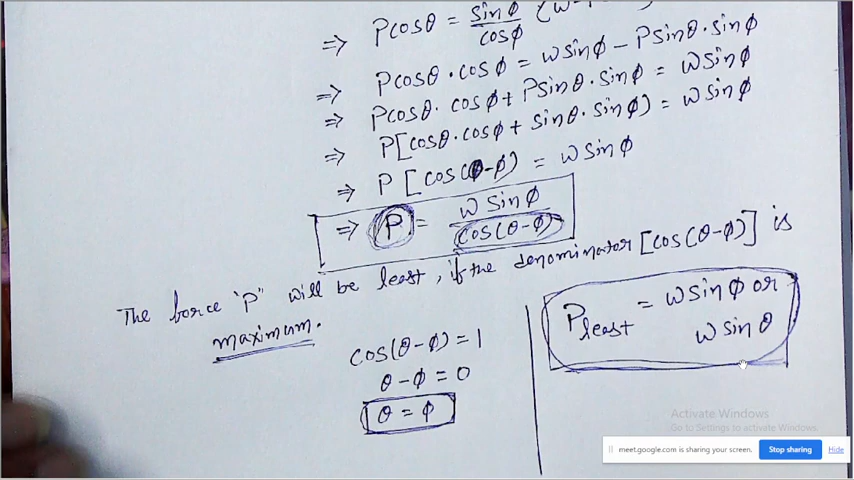 ⇒ Pcosθ = sinϕ/cosϕ {W-
⇒ Pcosθ·cosϕ = wsinϕ – Psinθ·sinϕ
⇒ Pcosθ·cosϕ + Psinθ·sinϕ = wsinϕ
⇒ P[cosθ·cosϕ + sinθ·sinϕ] = wsinϕ
⇒ P[cos(θ-ϕ) = wsinϕ
⇒ P = wsinϕ/cos(θ-ϕ)
The force "P" will be least, if the denominator [cos(θ-ϕ)] is
maximum.
cos(θ-ϕ) = 1
θ-ϕ = 0
θ = ϕ
Pleast = wsinϕ or
wsinθ
Activate Windows
Go to Settings to activate Windows.
meet.google.com is sharing your screen.
Stop sharing
Hide